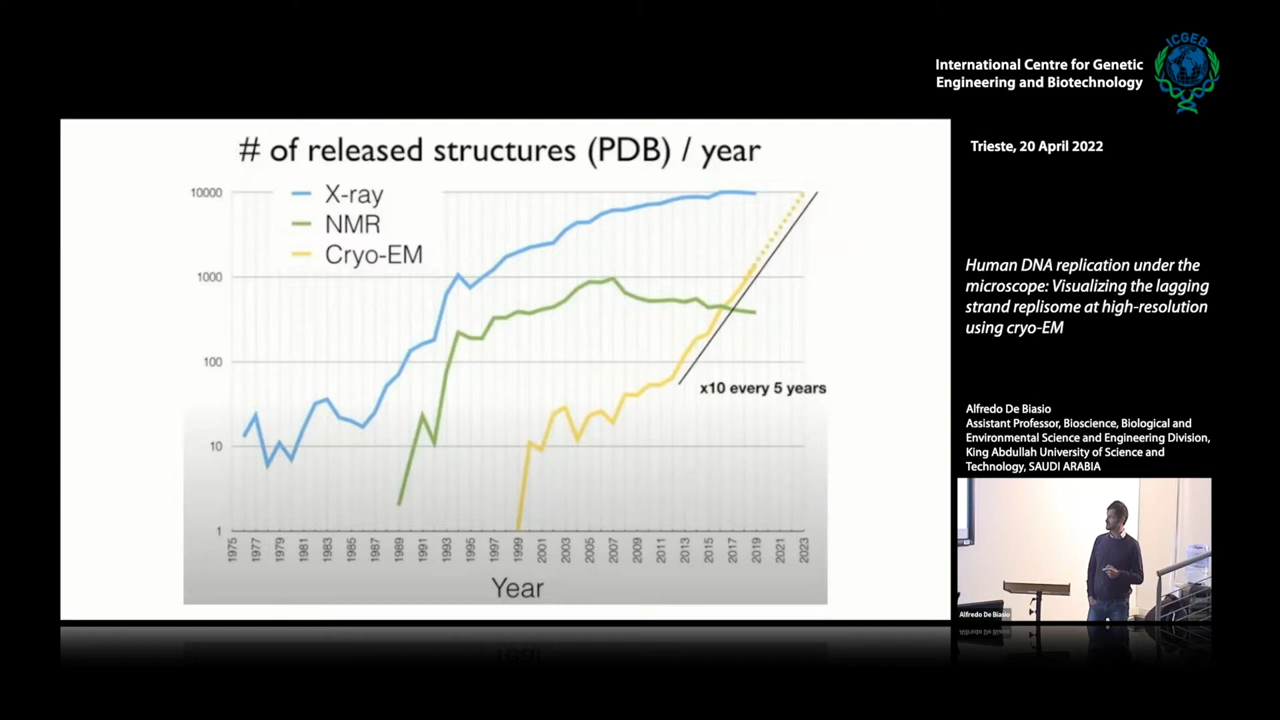 International Centre for Genetic
Engineering and Biotechnology
ICGEB
Trieste, 20 April 2022
# of released structures (PDB) / year
X-ray
NMR
Cryo-EM
10000
1000
100
10
1
x10 every 5 years
1975
1977
1979
1981
1983
1985
1987
1989
1991
1993
1995
1997
1999
2001
2003
2005
2007
2009
2011
2013
2015
2017
2019
2021
2023
Year
Human DNA replication under the
microscope: Visualizing the lagging
strand replisome at high-resolution
using cryo-EM
Alfredo De Biasio
Assistant Professor, Bioscience, Biological and
Environmental Science and Engineering Division,
King Abdullah University of Science and
Technology, SAUDI ARABIA
Alfredo De Biasio